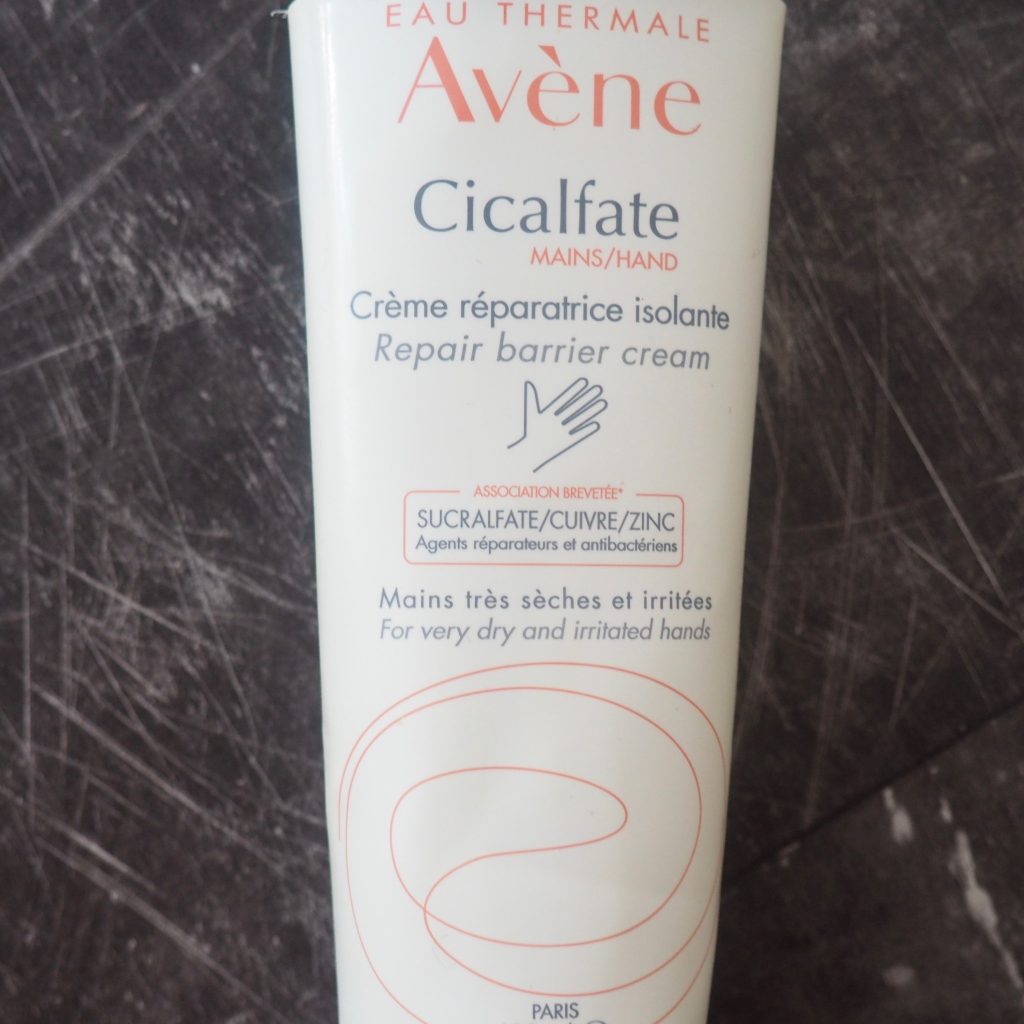 EAU THERMALE
Avène
Cicalfate
MAINS/HAND
Crème réparatrice isolante
Repair barrier cream
ASSOCIATION BREVETÉE*
SUCRALFATE/CUIVRE/ZINC
Agents réparateurs et antibactériens
Mains très sèches et irritées
For very dry and irritated hands
PARIS